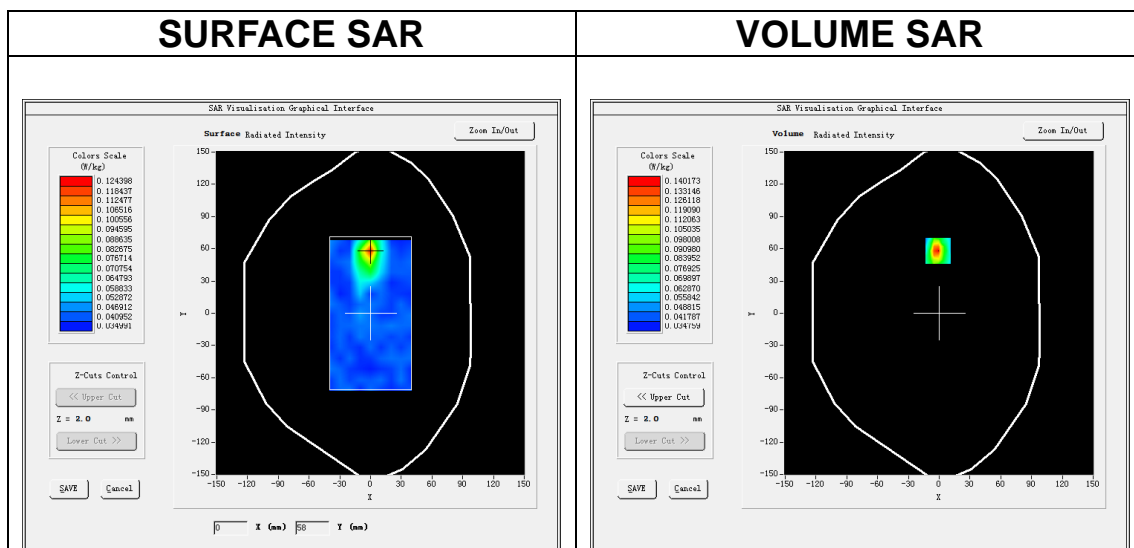 SURFACE SAR
SAR Visualisation Graphical Interface
Surface Radiated Intensity
Zoom In/Out
Colors Scale
(W/kg)
0.124398
0.118437
0.112477
0.106516
0.100556
0.094595
0.088635
0.082675
0.076714
0.070754
0.064793
0.058833
0.052872
0.046912
0.040952
0.034991
150
120
90
60
30
0
-30
-60
-90
-120
-150
Y
-150 -120 -90 -60 -30 0 30 60 90 120 150
X
Z-Cuts Control
<< Upper Cut
Z = 2.0 mm
Lower Cut >>
SAVE Cancel
0 X (mm) 58 Y (mm)
VOLUME SAR
SAR Visualisation Graphical Interface
Volume Radiated Intensity
Zoom In/Out
Colors Scale
(W/kg)
0.140173
0.133146
0.126118
0.119090
0.112063
0.105035
0.098008
0.090980
0.083952
0.076925
0.069897
0.062870
0.055842
0.048815
0.041787
0.034759
150
120
90
60
30
0
-30
-60
-90
-120
-150
Y
-150 -120 -90 -60 -30 0 30 60 90 120 150
X
Z-Cuts Control
<< Upper Cut
Z = 2.0 mm
Lower Cut >>
SAVE Cancel